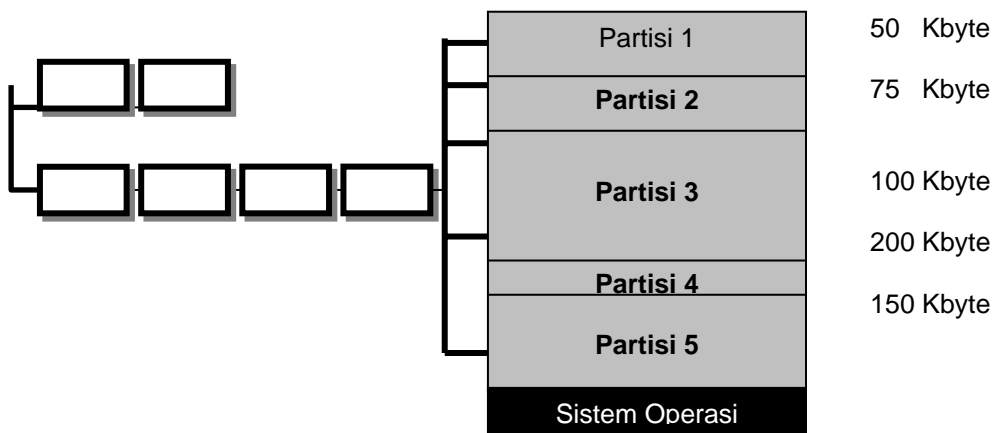 Partisi 1
50 Kbyte
75 Kbyte
Partisi 2
Partisi 3
100 Kbyte
200 Kbyte
Partisi 4
150 Kbyte
Partisi 5
Sistem Operasi